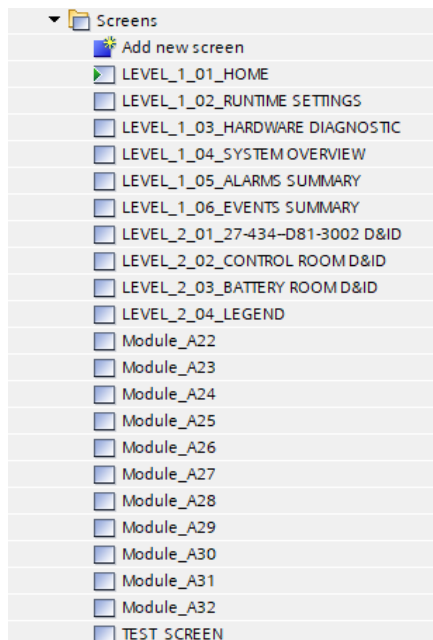 Screens
Add new screen
LEVEL_1_01_HOME
LEVEL_1_02_RUNTIME SETTINGS
LEVEL_1_03_HARDWARE DIAGNOSTIC
LEVEL_1_04_SYSTEM OVERVIEW
LEVEL_1_05_ALARMS SUMMARY
LEVEL_1_06_EVENTS SUMMARY
LEVEL_2_01_27-434--D81-3002 D&ID
LEVEL_2_02_CONTROL ROOM D&ID
LEVEL_2_03_BATTERY ROOM D&ID
LEVEL_2_04_LEGEND
Module_A22
Module_A23
Module_A24
Module_A25
Module_A26
Module_A27
Module_A28
Module_A29
Module_A30
Module_A31
Module_A32
TEST SCREEN